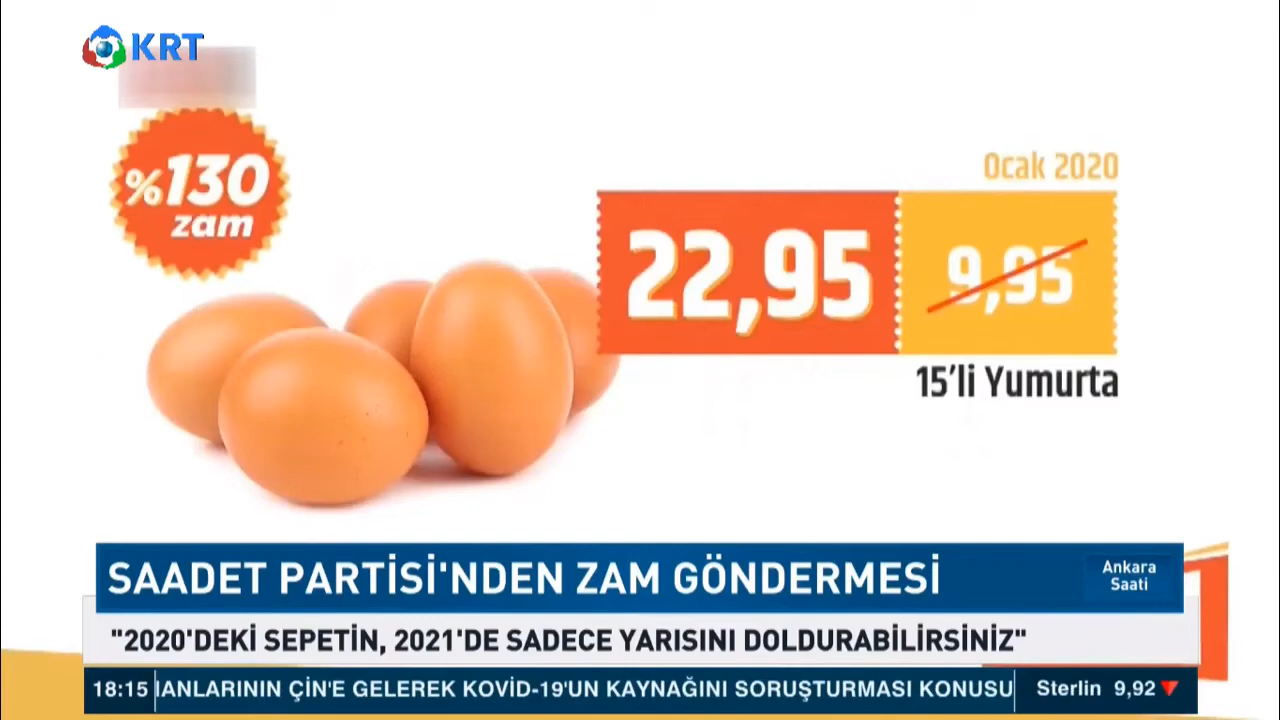 KRT
%130
zam
Ocak 2020
22,95 9,95
15'li Yumurta
SAADET PARTİSİ'NDEN ZAM GÖNDERMESİ
Ankara
Saati
"2020'DEKİ SEPETİN, 2021'DE SADECE YARISINI DOLDURABİLİRSİNİZ"
18:15 ANLARININ ÇİN'E GELEREK KOVİD-19'UN KAYNAĞINI SORUŞTURMASI KONUSU Sterlin 9,92